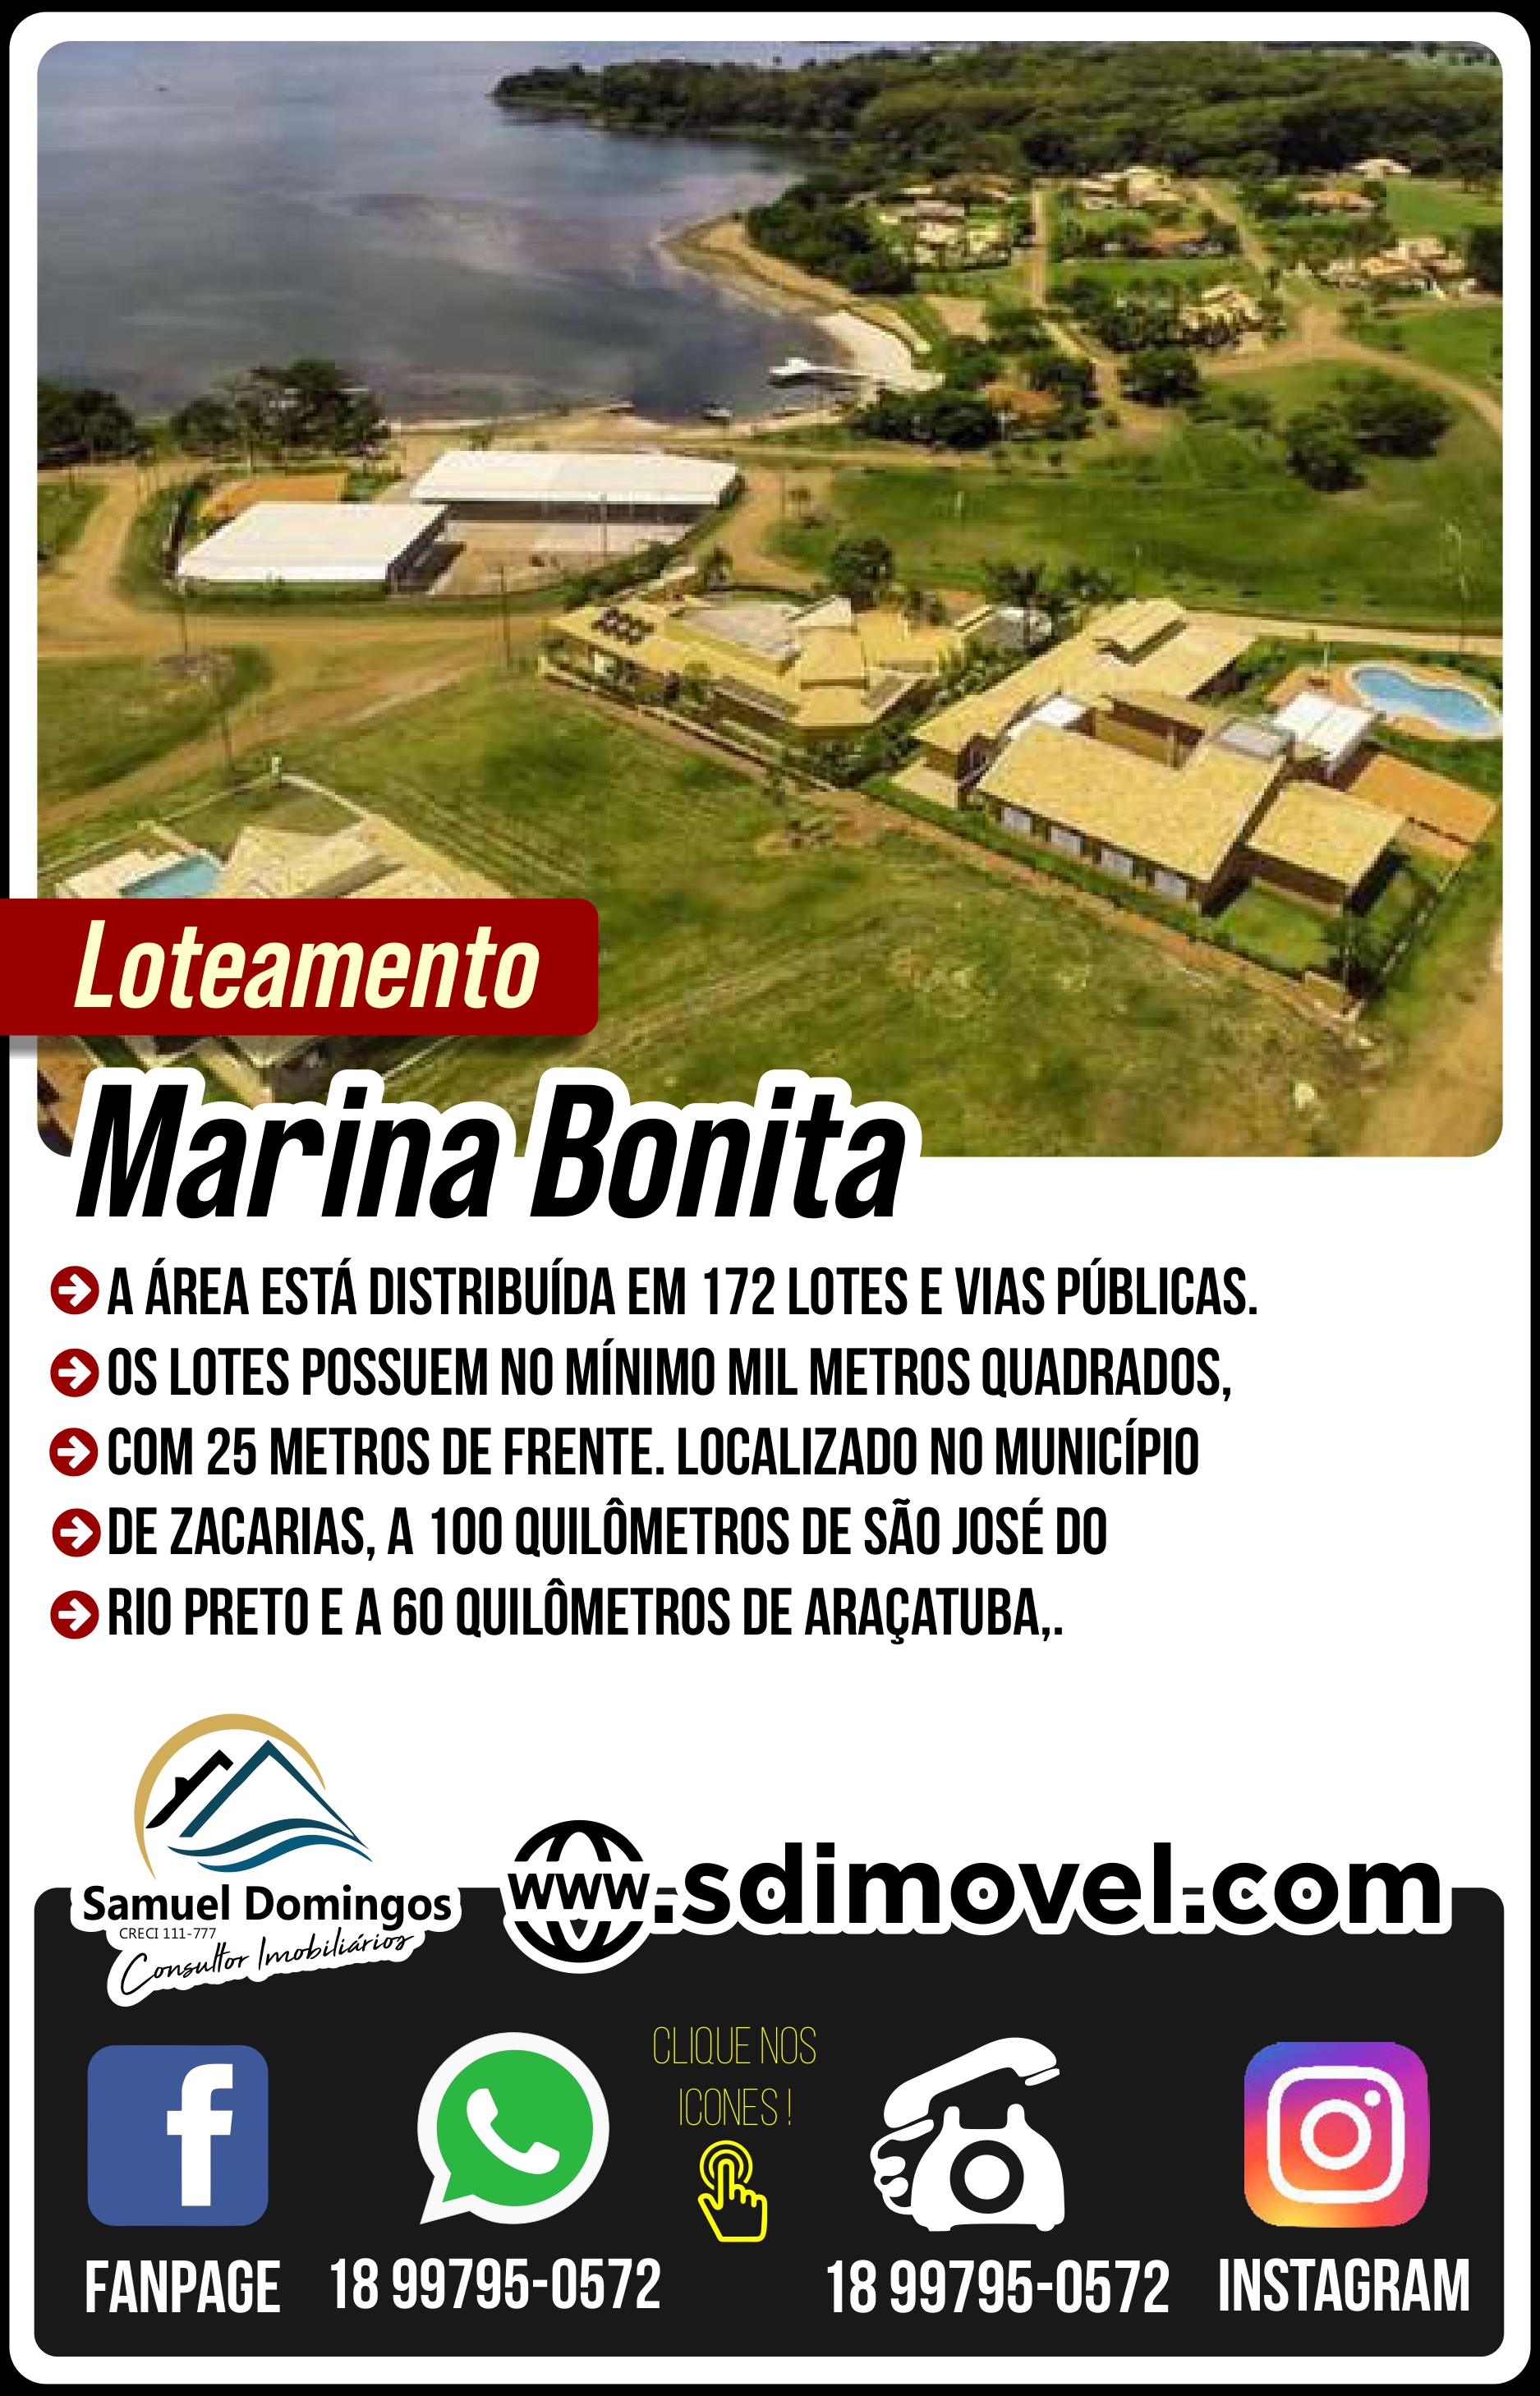 Loteamento
Marina Bonita
A ÁREA ESTÁ DISTRIBUÍDA EM 172 LOTES E VIAS PÚBLICAS.
OS LOTES POSSUEM NO MÍNIMO MIL METROS QUADRADOS,
COM 25 METROS DE FRENTE. LOCALIZADO NO MUNICÍPIO
DE ZACARIAS, A 100 QUILÔMETROS DE SÃO JOSÉ DO
RIO PRETO E A 60 QUILÔMETROS DE ARAÇATUBA,.
www.sdimovel.com
Samuel Domingos
CRECI 111-777
Consultor Imobiliários
CLIQUE NOS
ICONES !
FANPAGE
18 99795-0572
18 99795-0572
INSTAGRAM